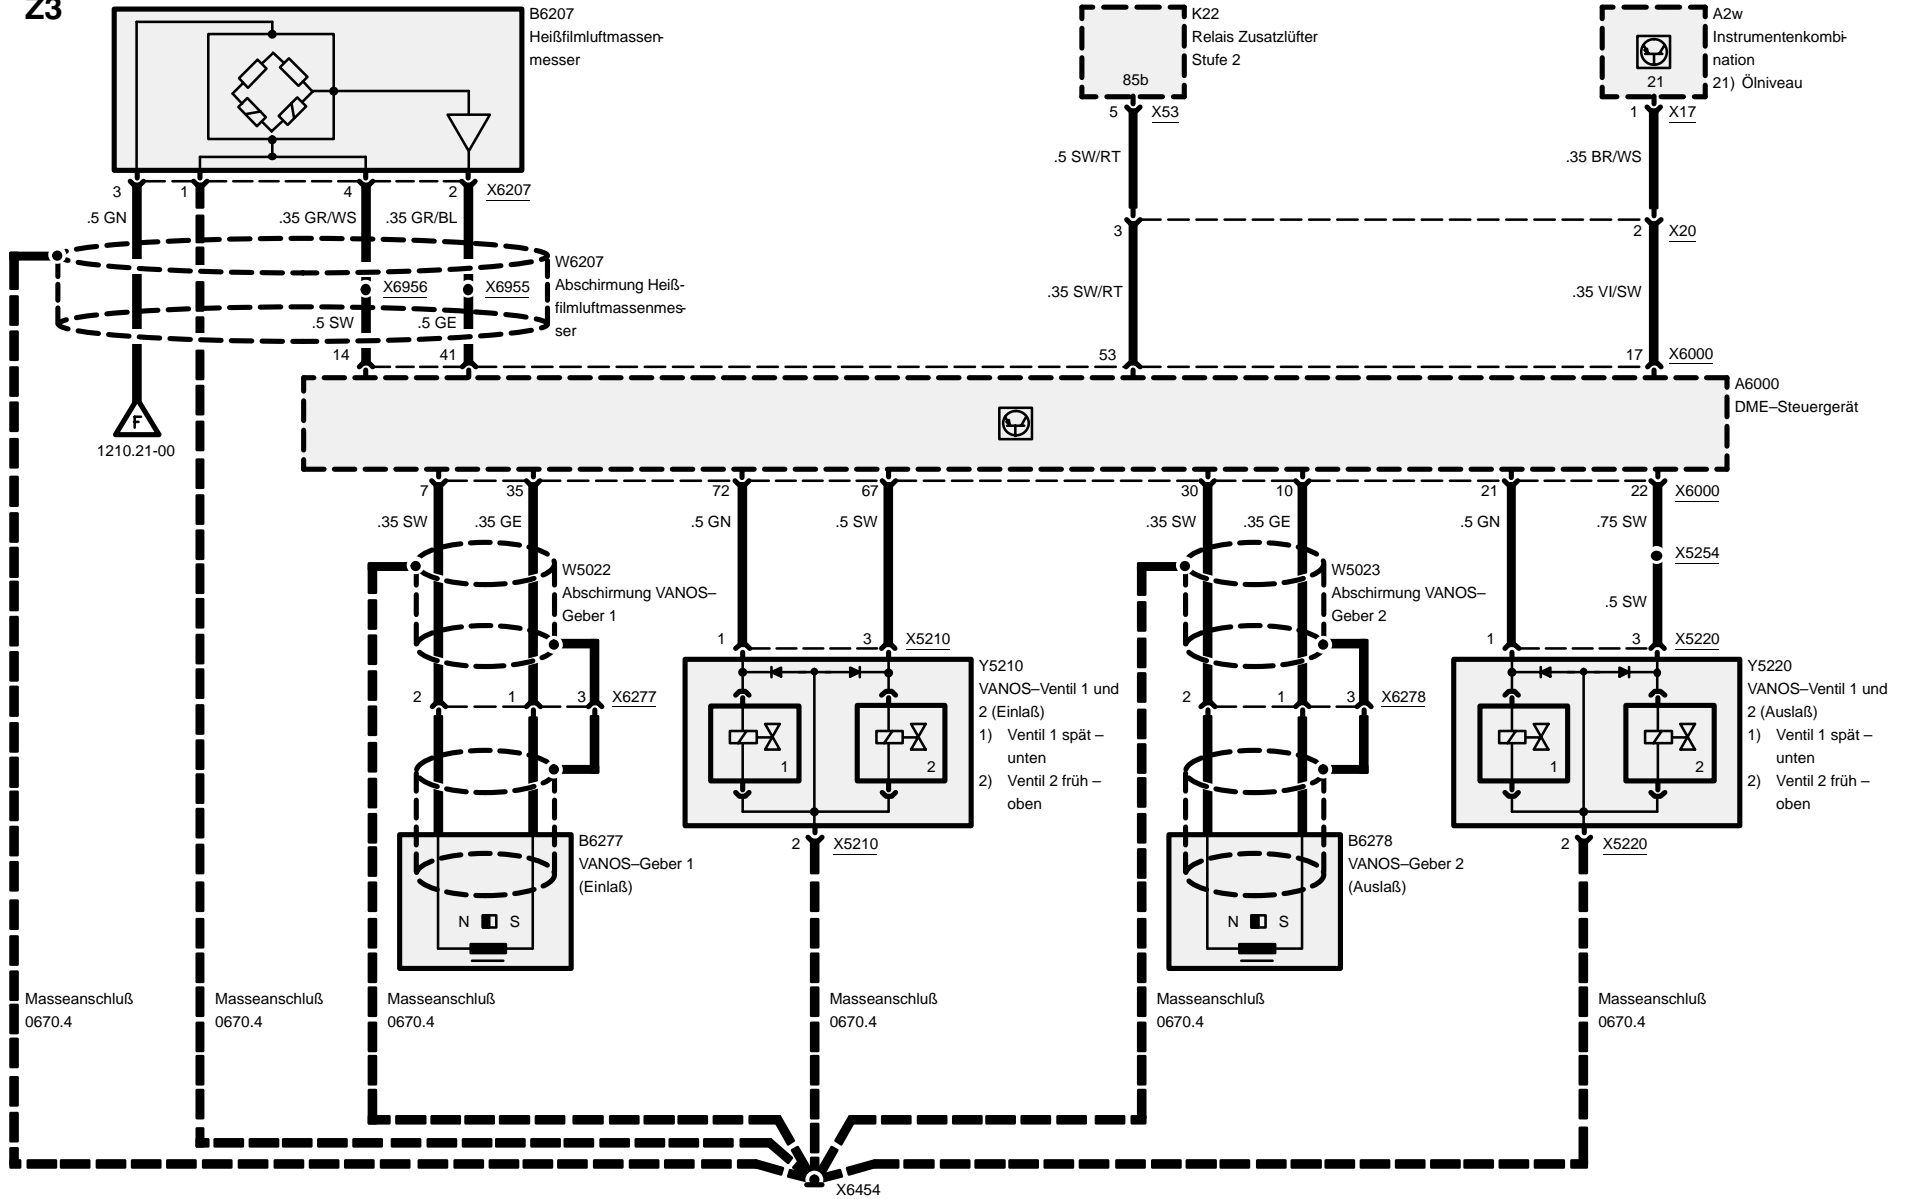 Z3
B6207
Heißfilmluftmassen-
messer
K22
Relais Zusatzlüfter
Stufe 2
85b
A2w
Instrumentenkombi-
nation
21) Ölniveau
21
5 X53
1 X17
.5 SW/RT
.35 BR/WS
3 1 4 2 X6207
.5 GN .35 GR/WS .35 GR/BL
3 2 X20
W6207
Abschirmung Heiß-
filmluftmassenmes-
ser
X6956 X6955
.35 SW/RT .35 VI/SW
.5 SW .5 GE
14 41 53 17 X6000
A6000
DME–Steuergerät
F
1210.21-00
7 35 72 67 30 10 21 22 X6000
.35 SW .35 GE .5 GN .5 SW .35 SW .35 GE .5 GN .75 SW
X5254
W5022
Abschirmung VANOS–
Geber 1
W5023
Abschirmung VANOS–
Geber 2
.5 SW
1 3 X5210
1 3 X5220
Y5210
VANOS–Ventil 1 und
2 (Einlaß)
1) Ventil 1 spät –
unten
2) Ventil 2 früh –
oben
Y5220
VANOS–Ventil 1 und
2 (Auslaß)
1) Ventil 1 spät –
unten
2) Ventil 2 früh –
oben
2 1 3 X6277
2 1 3 X6278
1 2
1 2
2 X5210
2 X5220
B6277
VANOS–Geber 1
(Einlaß)
B6278
VANOS–Geber 2
(Auslaß)
N S
N S
Masseanschluß
0670.4
Masseanschluß
0670.4
Masseanschluß
0670.4
Masseanschluß
0670.4
Masseanschluß
0670.4
Masseanschluß
0670.4
X6454